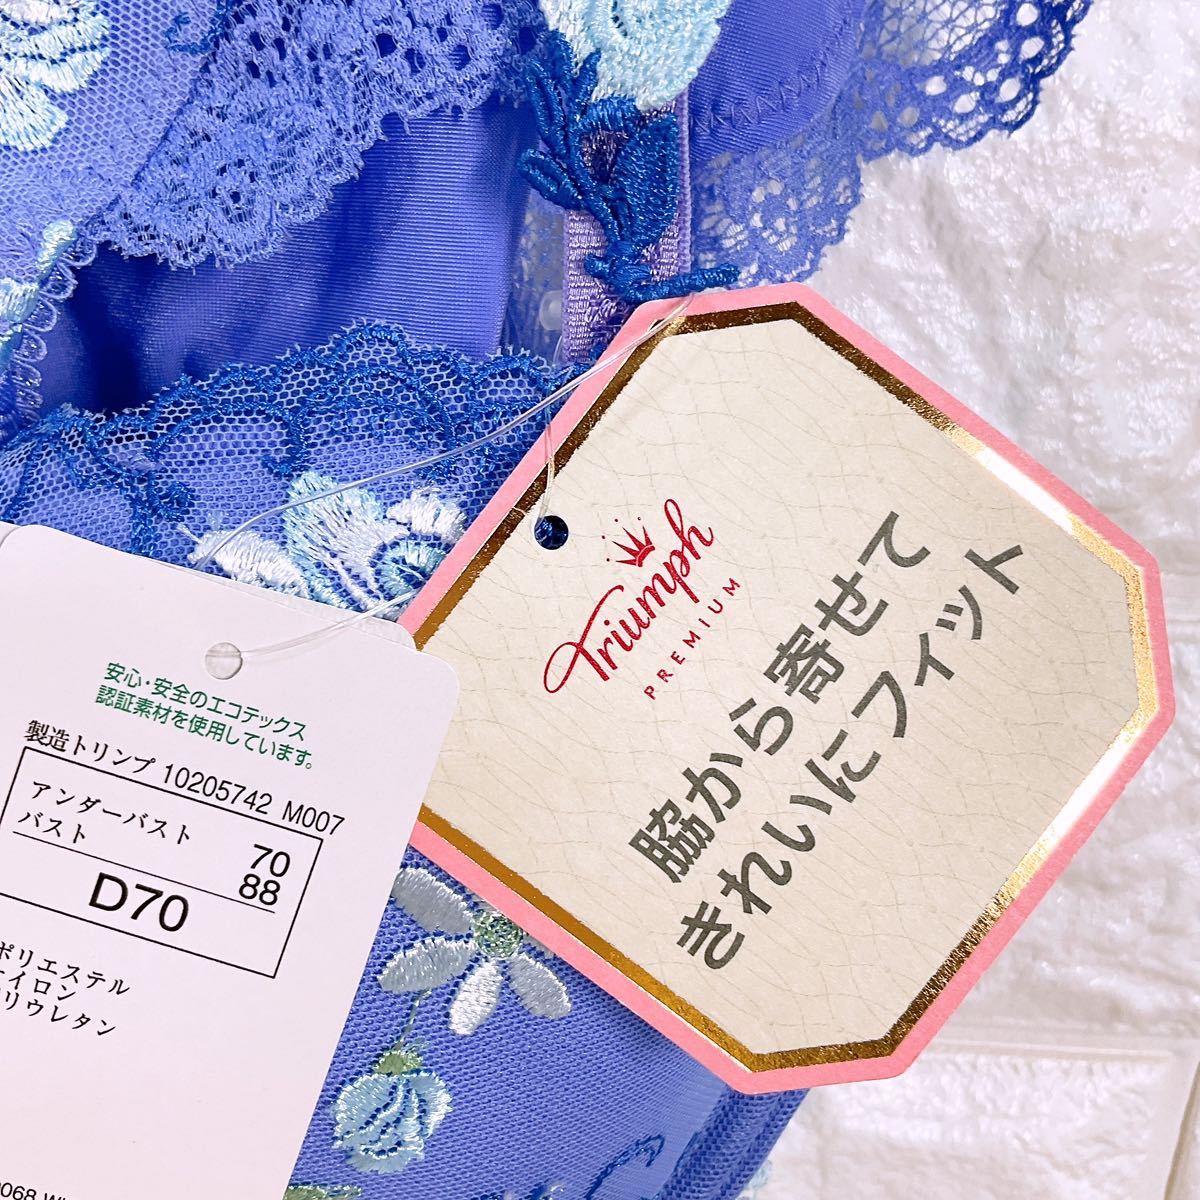 Triumph
PREMIUM
脇から寄せて
きれいにフィット
安心・安全のエコテックス
認証素材を使用しています。
製造トリンプ 10205742 M007
アンダーバスト 70
バスト 88
D70
ポリエステル
ナイロン
ポリウレタン